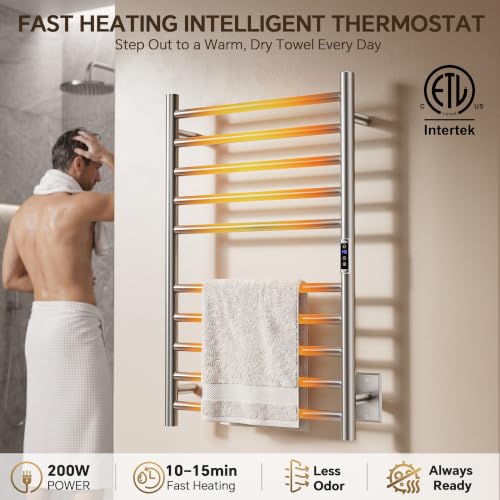 FAST HEATING INTELLIGENT THERMOSTAT
Step Out to a Warm, Dry Towel Every Day
C ETL US
Intertek
200W
POWER
10–15min
Fast Heating
Less
Odor
Always
Ready